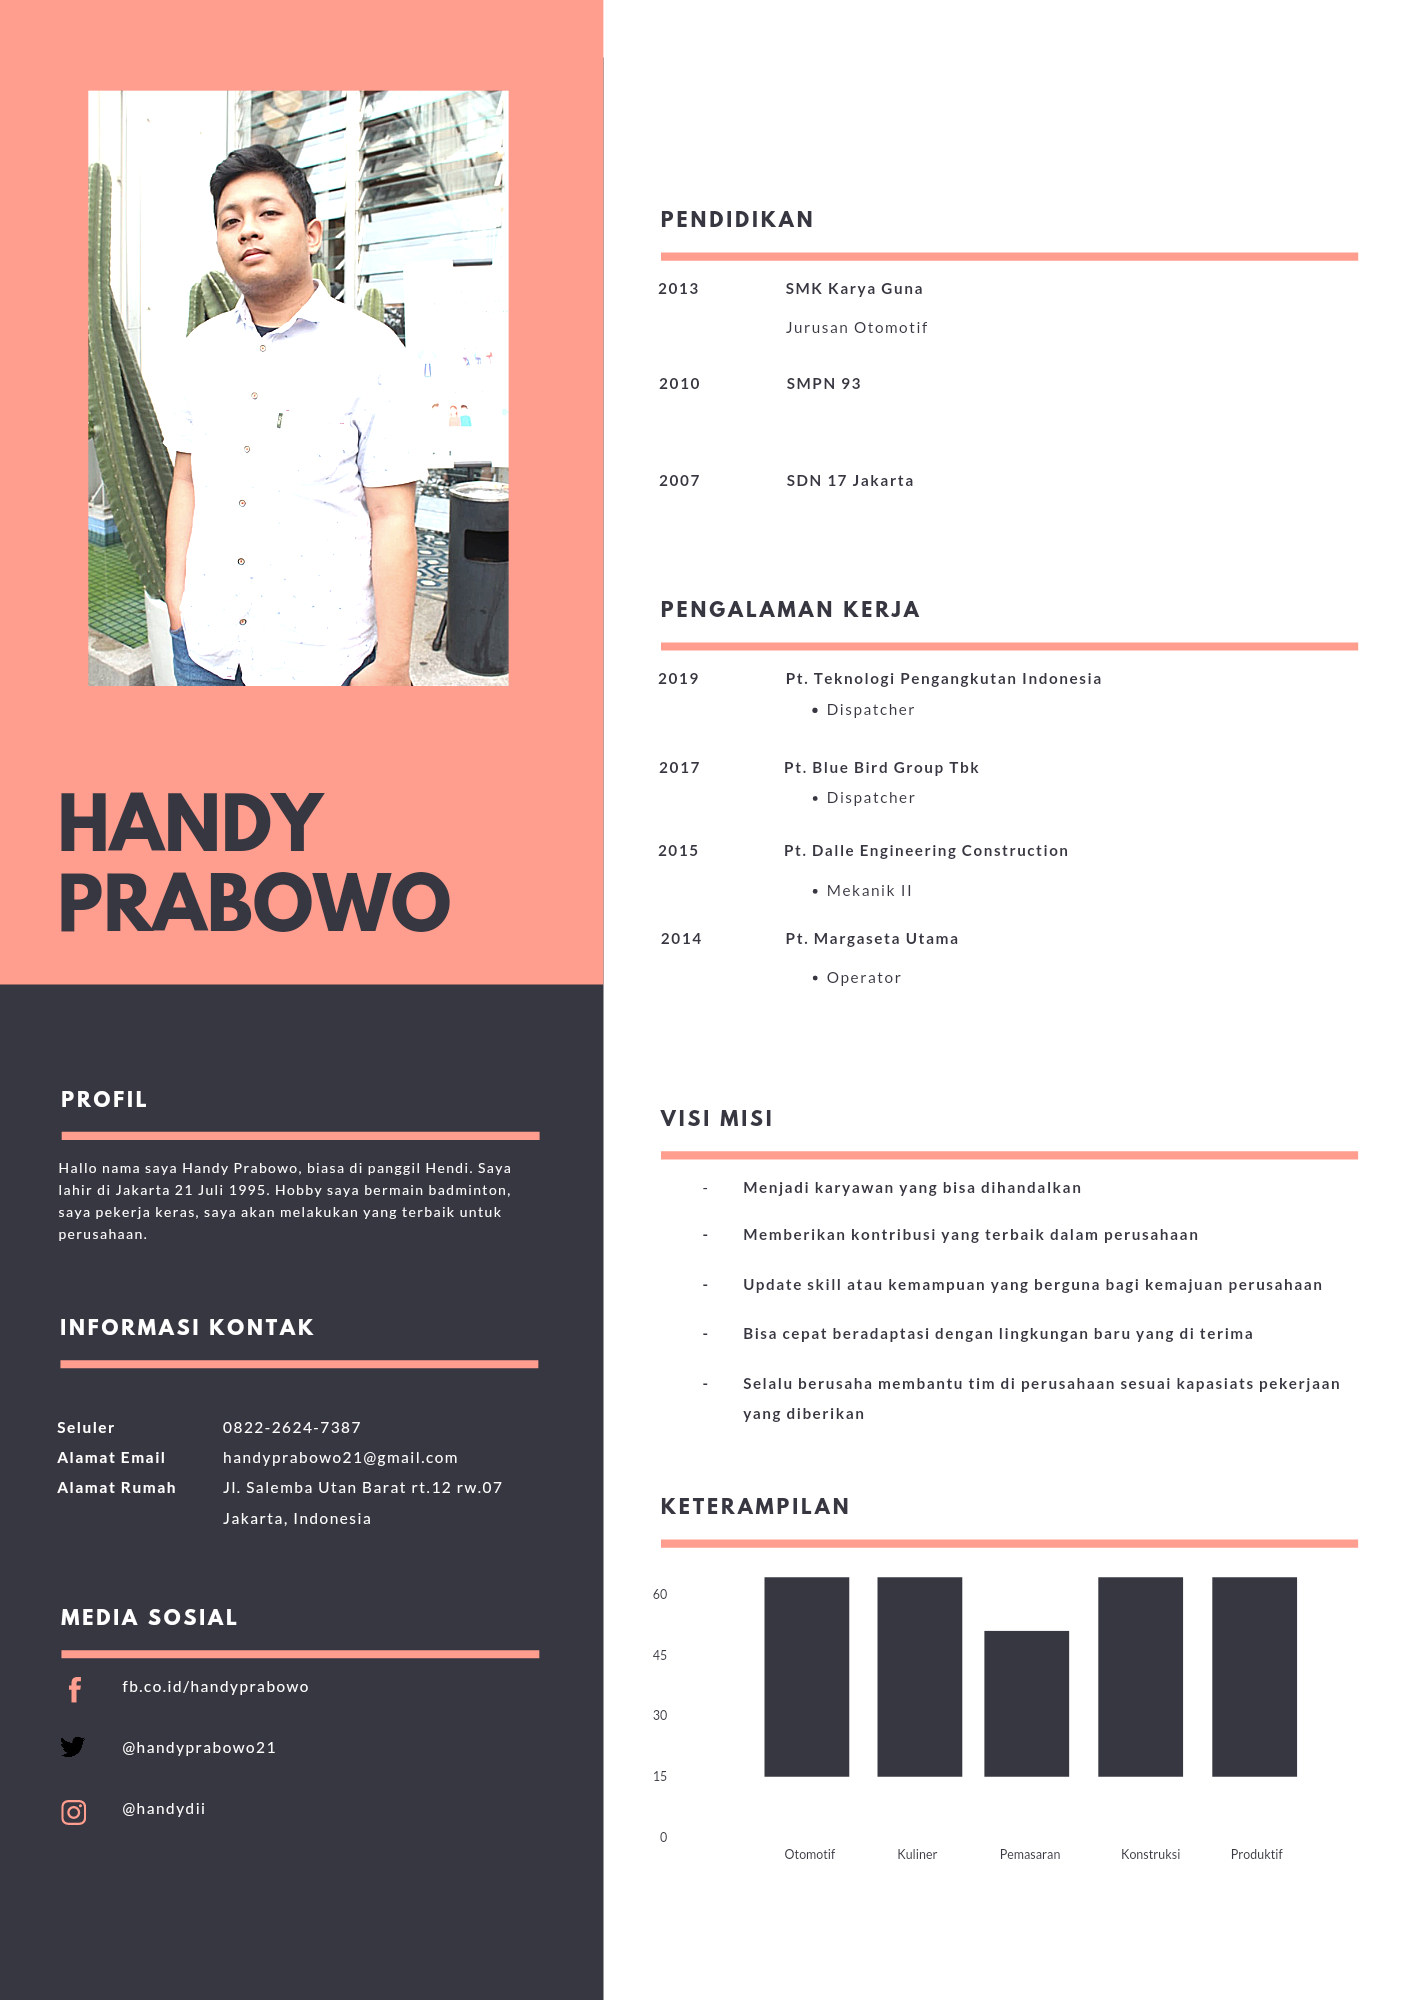 HANDY
PRABOWO
PROFIL
Hallo nama saya Handy Prabowo, biasa di panggil Hendi. Saya
lahir di Jakarta 21 Juli 1995. Hobby saya bermain badminton,
saya pekerja keras, saya akan melakukan yang terbaik untuk
perusahaan.
INFORMASI KONTAK
Seluler 0822-2624-7387
Alamat Email handyprabowo21@gmail.com
Alamat Rumah Jl. Salemba Utan Barat rt.12 rw.07
Jakarta, Indonesia
MEDIA SOSIAL
fb.co.id/handyprabowo
@handyprabowo21
@handydii
PENDIDIKAN
2013 SMK Karya Guna
Jurusan Otomotif
2010 SMPN 93
2007 SDN 17 Jakarta
PENGALAMAN KERJA
2019 Pt. Teknologi Pengangkutan Indonesia
• Dispatcher
2017 Pt. Blue Bird Group Tbk
• Dispatcher
2015 Pt. Dalle Engineering Construction
• Mekanik II
2014 Pt. Margaseta Utama
• Operator
VISI MISI
- Menjadi karyawan yang bisa dihandalkan
- Memberikan kontribusi yang terbaik dalam perusahaan
- Update skill atau kemampuan yang berguna bagi kemajuan perusahaan
- Bisa cepat beradaptasi dengan lingkungan baru yang di terima
- Selalu berusaha membantu tim di perusahaan sesuai kapasiats pekerjaan
yang diberikan
KETERAMPILAN
60
45
30
15
0
Otomotif Kuliner Pemasaran Konstruksi Produktif